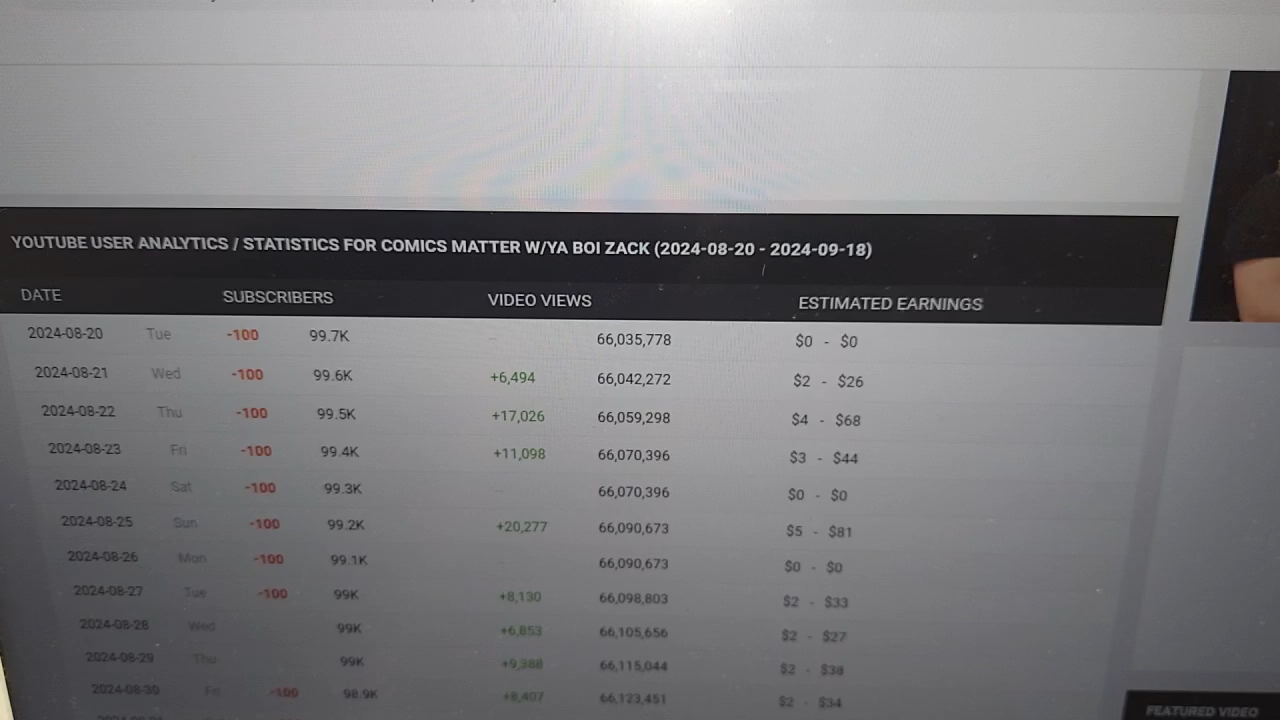 YOUTUBE USER ANALYTICS / STATISTICS FOR COMICS MATTER W/YA BOI ZACK (2024-08-20 - 2024-09-18)
DATE SUBSCRIBERS VIDEO VIEWS ESTIMATED EARNINGS
2024-08-20 Tue -100 99.7K -- 66,035,778 $0 - $0
2024-08-21 Wed -100 99.6K +6,494 66,042,272 $2 - $26
2024-08-22 Thu -100 99.5K +17,026 66,059,298 $4 - $68
2024-08-23 Fri -100 99.4K +11,098 66,070,396 $3 - $44
2024-08-24 Sat -100 99.3K -- 66,070,396 $0 - $0
2024-08-25 Sun -100 99.2K +20,277 66,090,673 $5 - $81
2024-08-26 Mon -100 99.1K 66,090,673 $0 - $0
2024-08-27 Tue -100 99K +8,130 66,098,803 $2 - $33
2024-08-28 Wed 99K +6,853 66,105,656 $2 - $27
2024-08-29 Thu 99K +9,388 66,115,044 $2 - $38
2024-08-30 Fri -100 98.9K +8,407 66,123,451 $2 - $34
FEATURED VIDEO